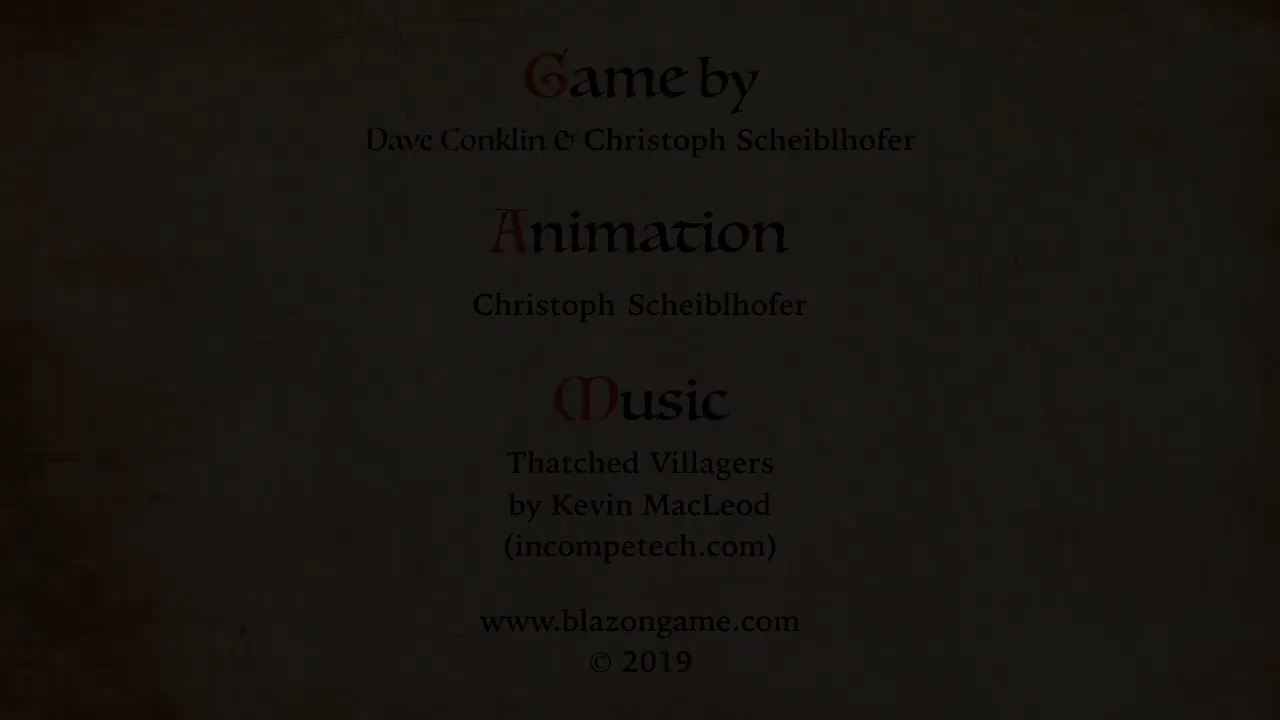 Game by
Dave Conklin & Christoph Scheiblhofer
Animation
Christoph Scheiblhofer
Music
Thatched Villagers
by Kevin MacLeod
(incompetech.com)
www.blazongame.com
© 2019